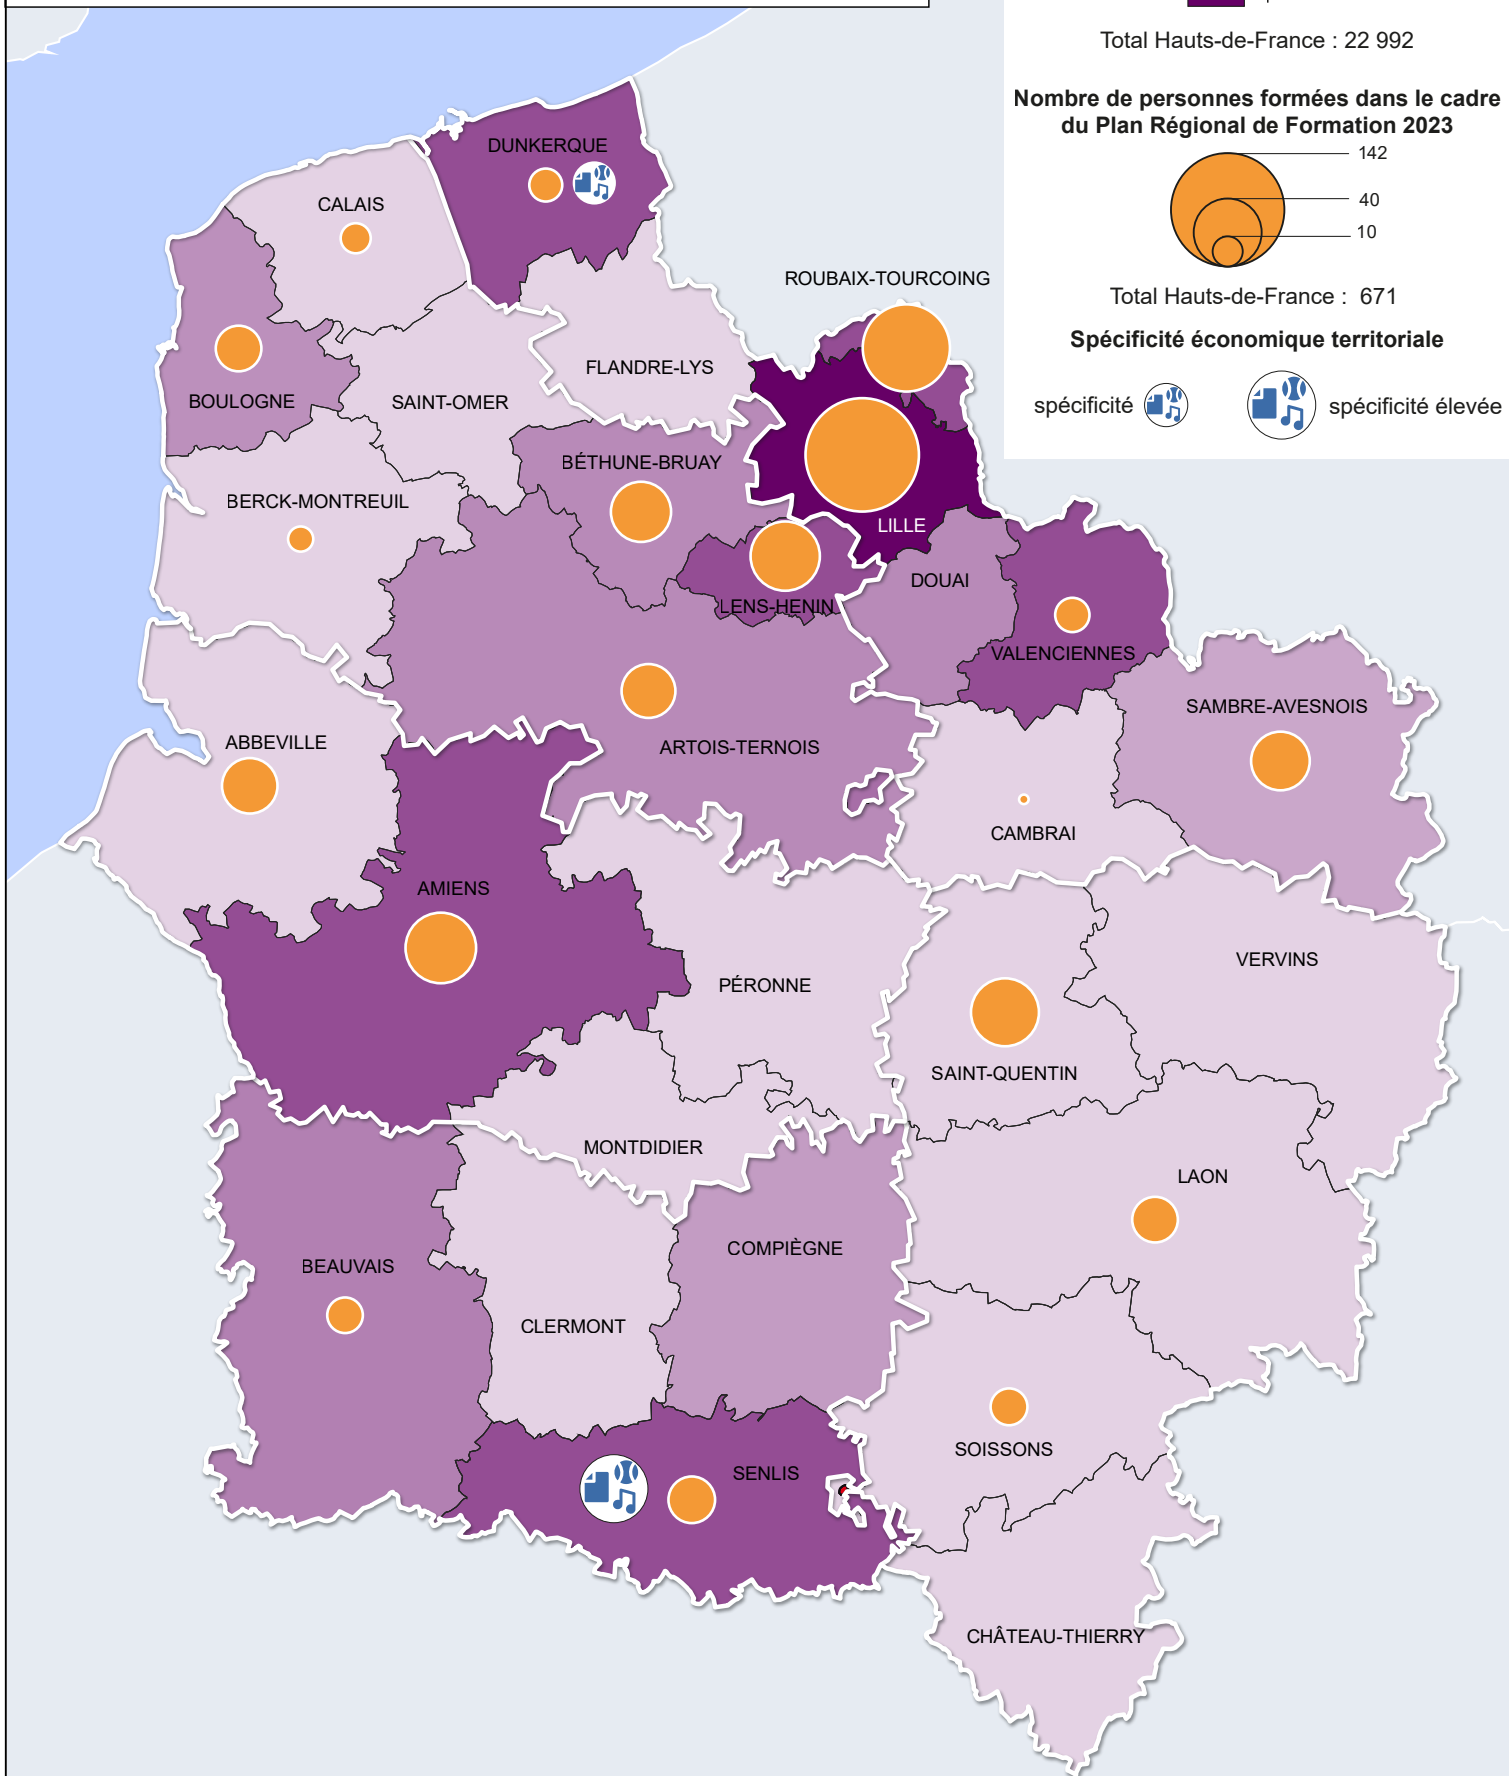 Total Hauts-de-France : 22 992
Nombre de personnes formées dans le cadre
du Plan Régional de Formation 2023
142
40
10
Total Hauts-de-France : 671
Spécificité économique territoriale
spécificité
spécificité élevée
DUNKERQUE
CALAIS
ROUBAIX-TOURCOING
FLANDRE-LYS
BOULOGNE
SAINT-OMER
BÉTHUNE-BRUAY
BERCK-MONTREUIL
LILLE
DOUAI
LENS-HENIN
VALENCIENNES
SAMBRE-AVESNOIS
ABBEVILLE
ARTOIS-TERNOIS
CAMBRAI
AMIENS
VERVINS
PÉRONNE
SAINT-QUENTIN
MONTDIDIER
LAON
COMPIÈGNE
BEAUVAIS
CLERMONT
SOISSONS
SENLIS
CHÂTEAU-THIERRY